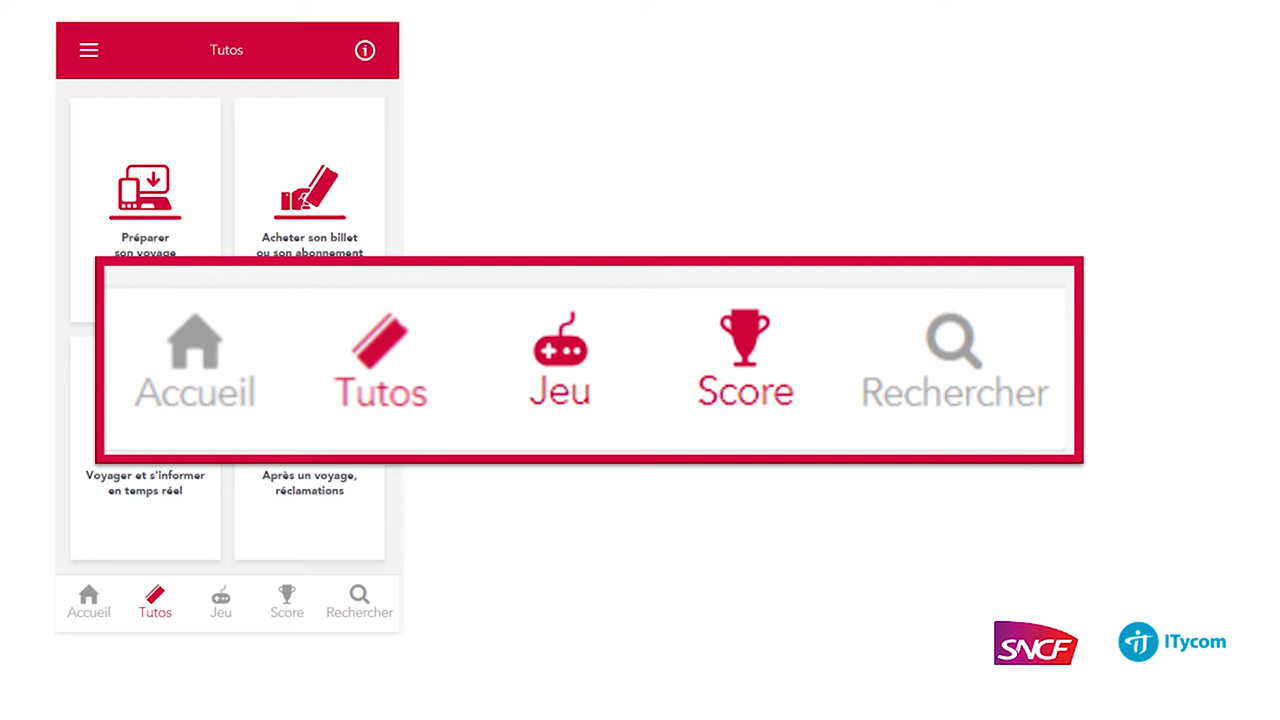 Tutos
Préparer
son voyage
Acheter son billet
ou son abonnement
Accueil
Tutos
Jeu
Score
Rechercher
Voyager et s'informer
en temps réel
Après un voyage,
réclamations
Accueil
Tutos
Jeu
Score
Rechercher
SNCF
ITycom